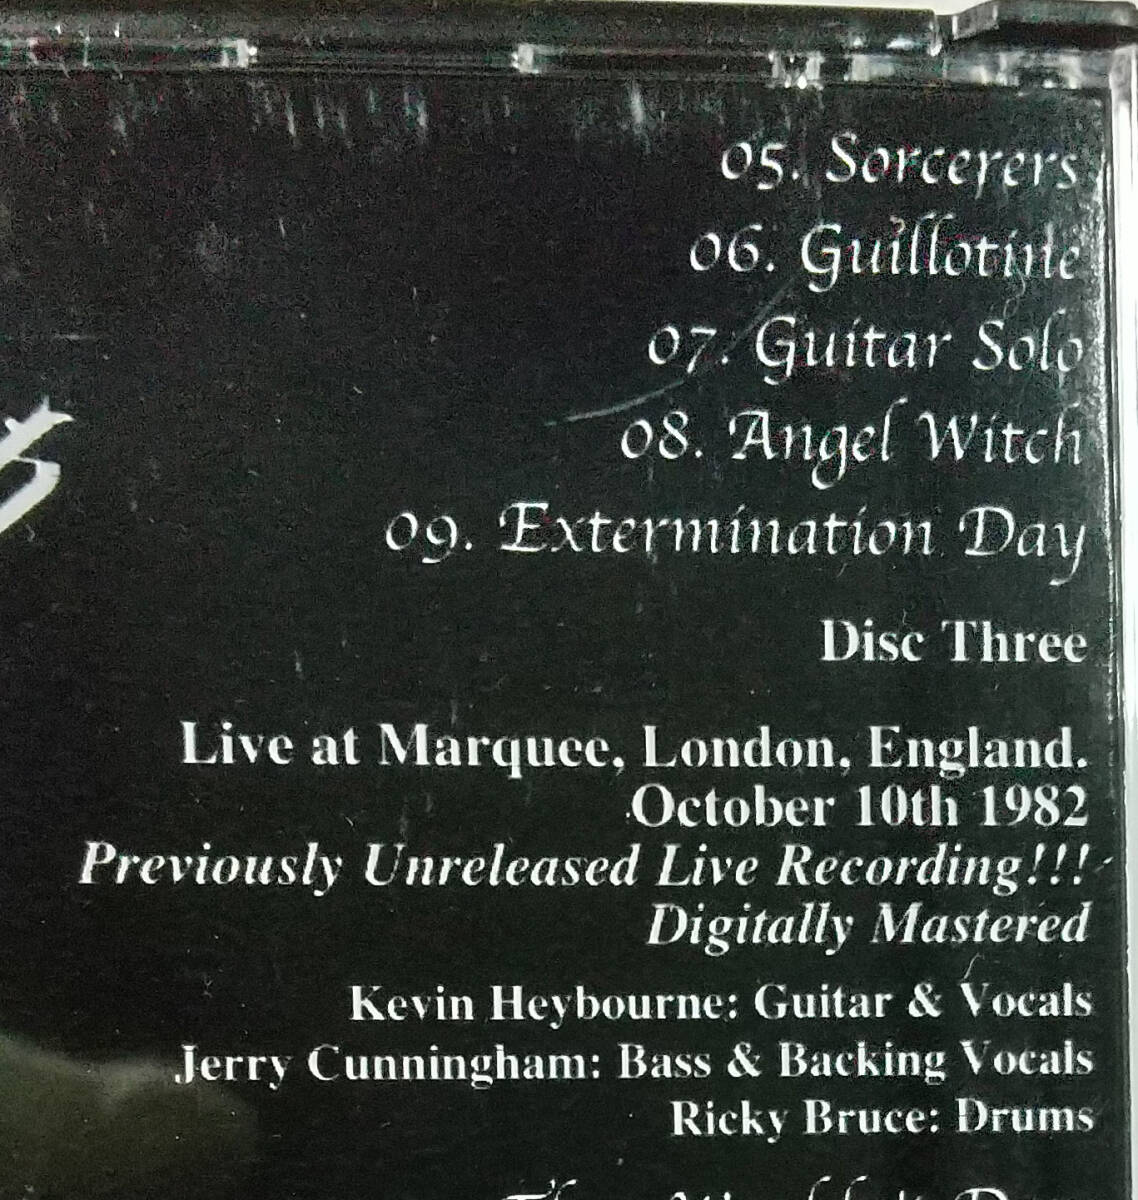 05. Sorcerers
06. Guillotine
07. Guitar Solo
08. Angel Witch
09. Extermination Day
Disc Three
Live at Marquee, London, England.
October 10th 1982
Previously Unreleased Live Recording!!!
Digitally Mastered
Kevin Heybourne: Guitar & Vocals
Jerry Cunningham: Bass & Backing Vocals
Ricky Bruce: Drums